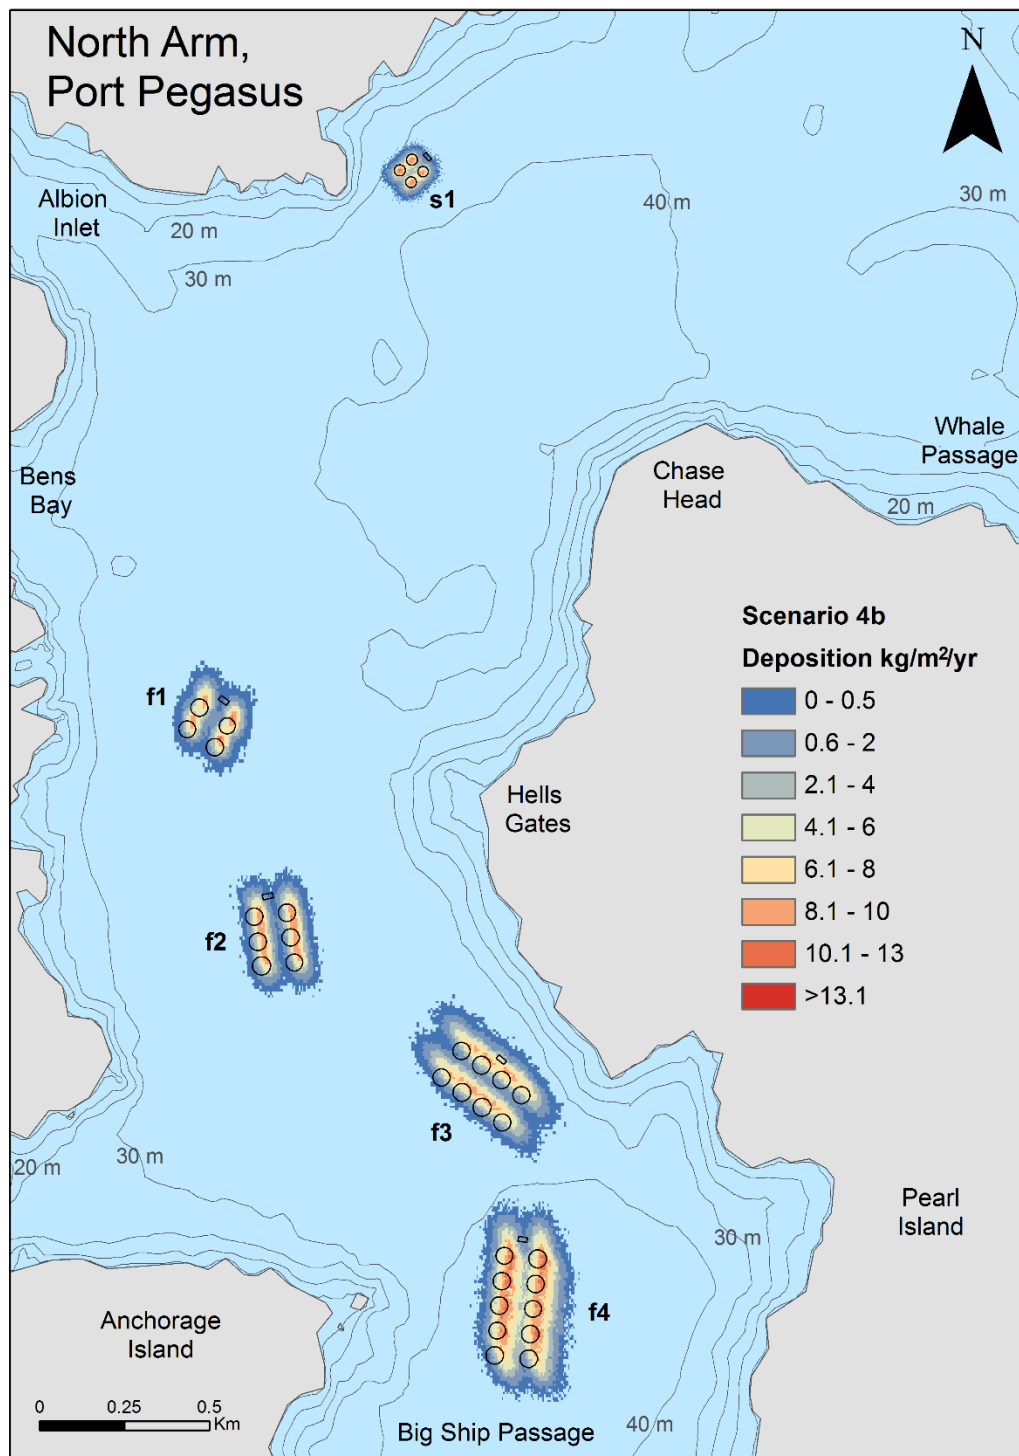 North Arm,
Port Pegasus
N
s1
Albion
Inlet
20 m
30 m
40 m
30 m
Whale
Passage
Chase
Head
20 m
Bens
Bay
Scenario 4b
Deposition kg/m²/yr
0 - 0.5
0.6 - 2
2.1 - 4
4.1 - 6
6.1 - 8
8.1 - 10
10.1 - 13
>13.1
f1
Hells
Gates
f2
f3
30 m
20 m
Pearl
Island
30 m
f4
Anchorage
Island
0 0.25 0.5
Km
Big Ship Passage
40 m